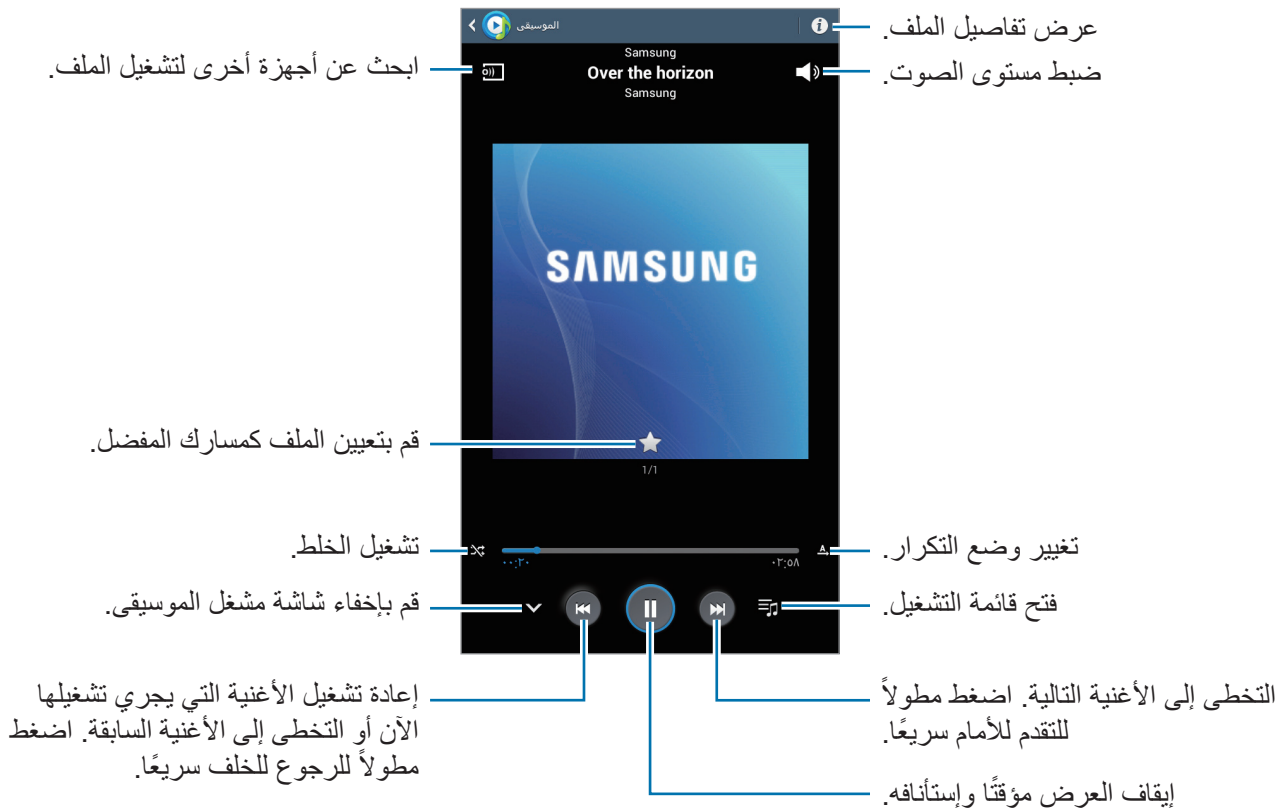 الموسيقى
عرض تفاصيل الملف.
Samsung
ابحث عن أجهزة أخرى لتشغيل الملف.
Over the horizon
ضبط مستوى الصوت.
Samsung
SAMSUNG
قم بتعيين الملف كمسارك المفضل.
1/1
تشغيل الخلط.
A
تغيير وضع التكرار.
٠٠:٢٠
٠٢:٥٨
قم بإخفاء شاشة مشغل الموسيقى.
فتح قائمة التشغيل.
إعادة تشغيل الأغنية التي يجري تشغيلها
الآن أو التخطى إلى الأغنية السابقة. اضغط
مطولاً للرجوع للخلف سريعًا.
التخطى إلى الأغنية التالية. اضغط مطولاً
للتقدم للأمام سريعًا.
إيقاف العرض مؤقتًا وإستأنافه.